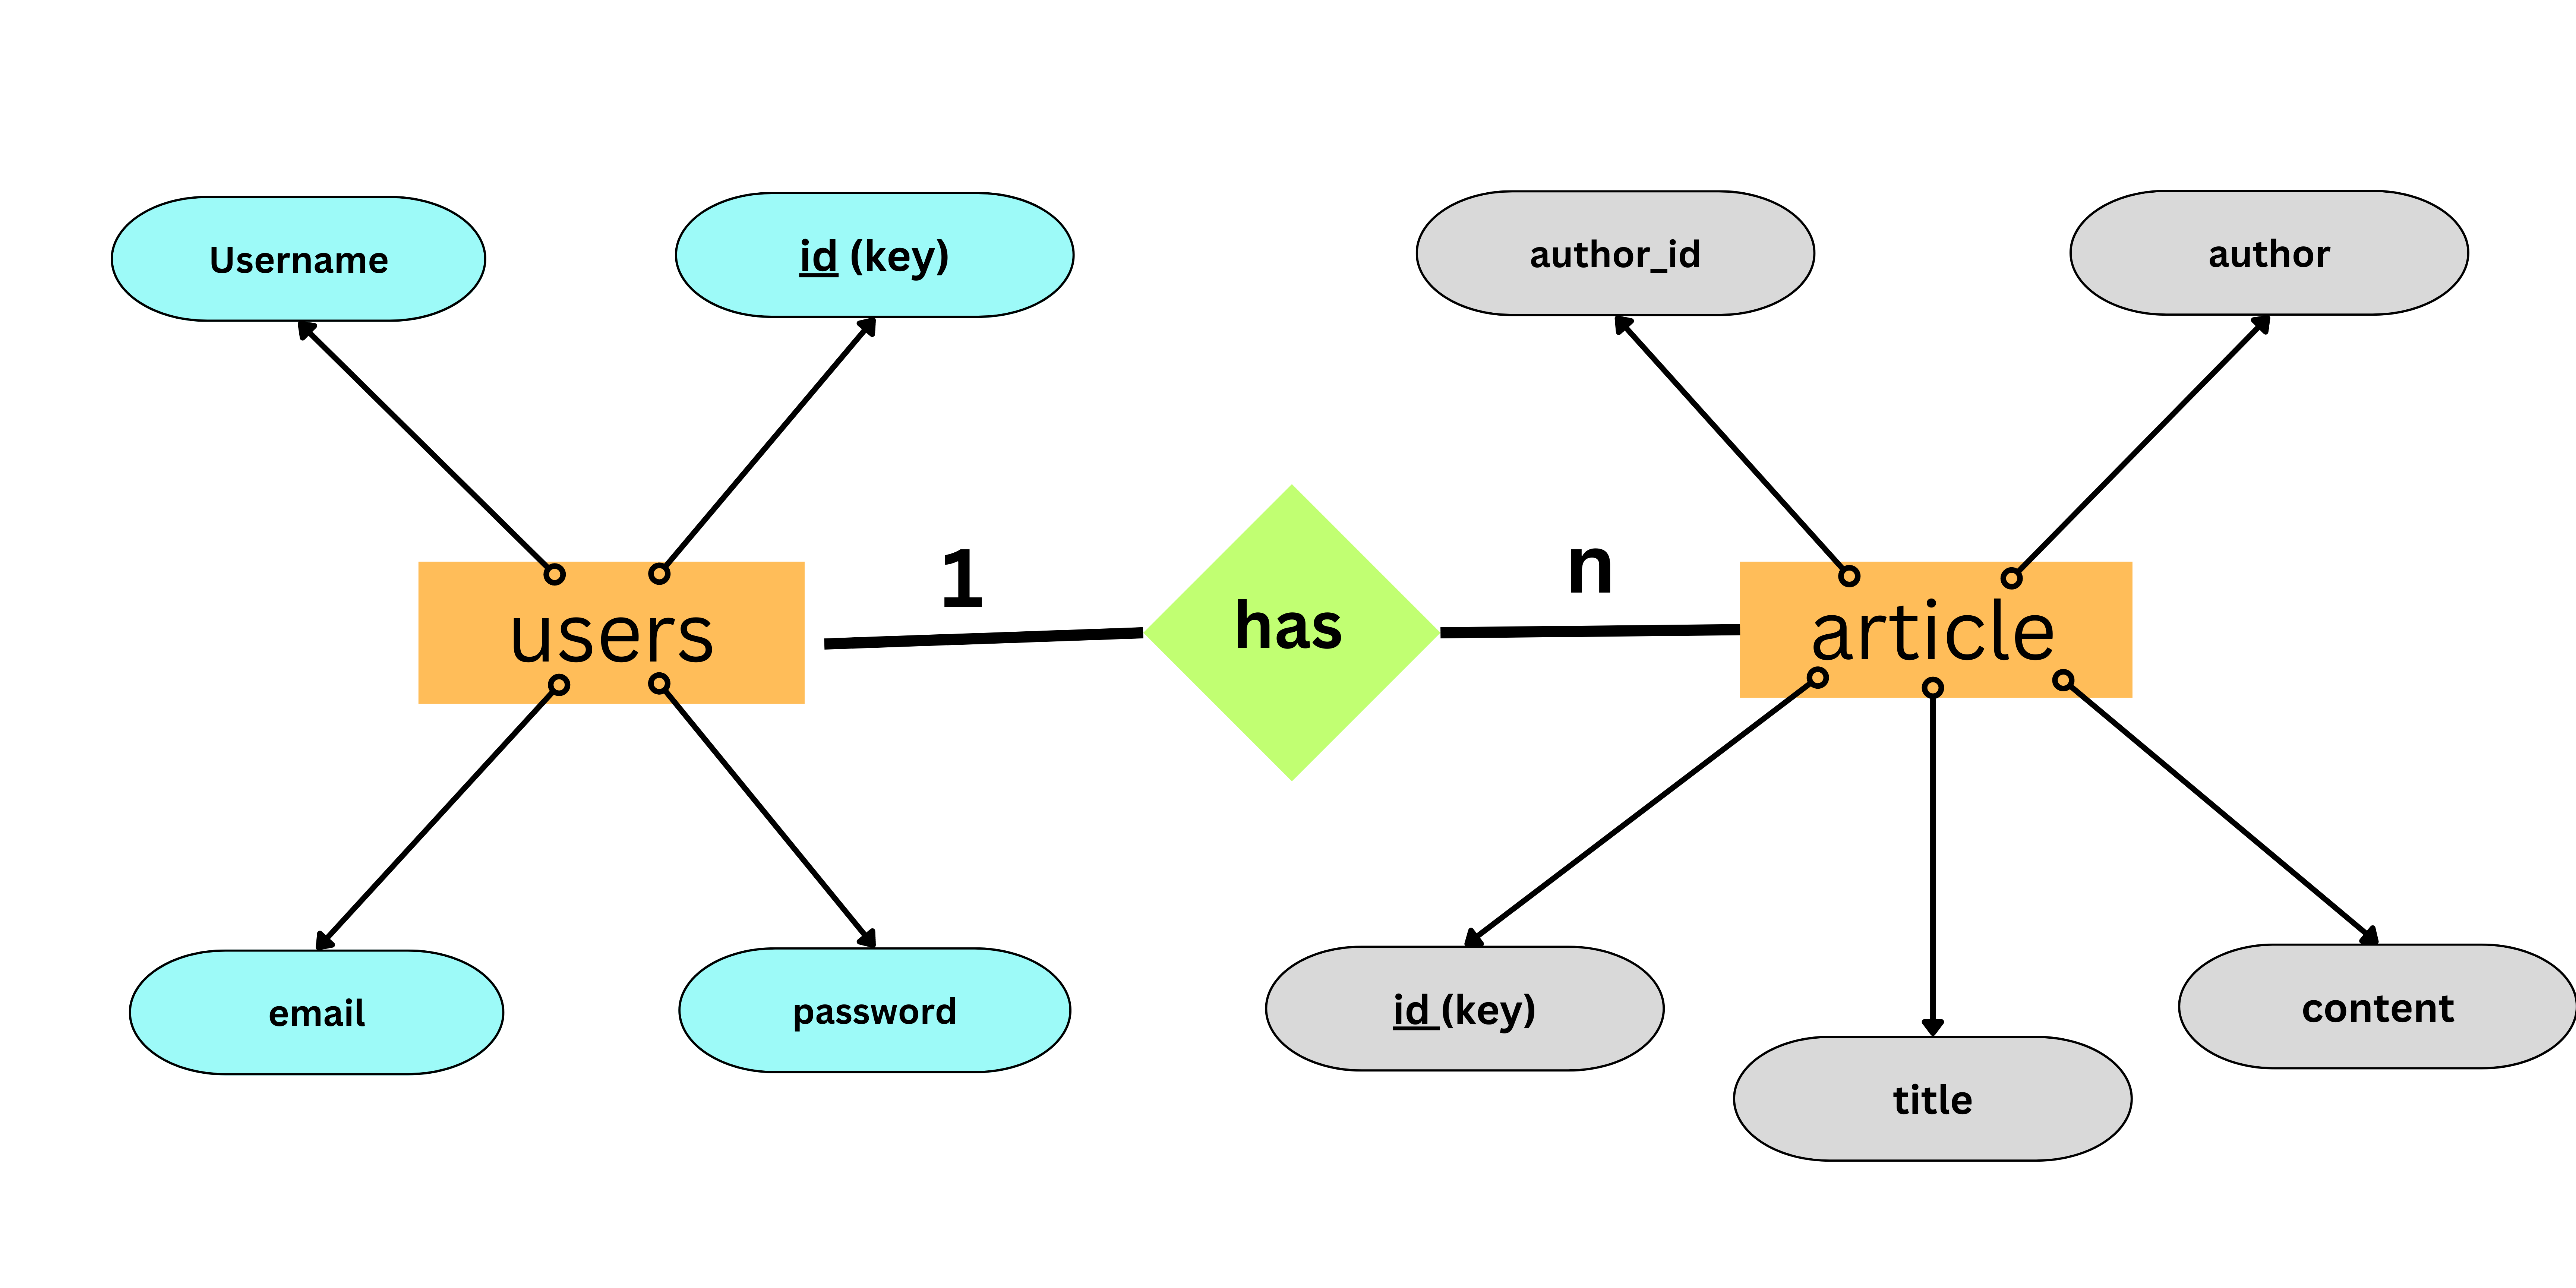 Username
id (key)
author_id
author
users
1
has
n
article
email
password
id (key)
title
content